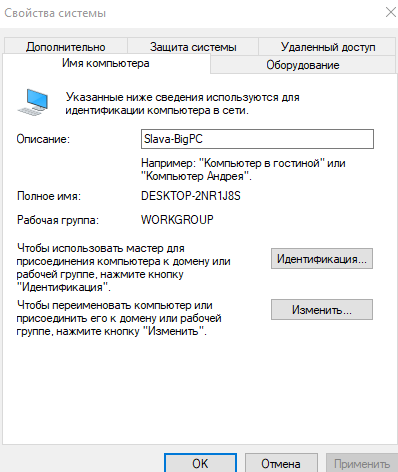 Свойства системы
Дополнительно
Защита системы
Удаленный доступ
Имя компьютера
Оборудование
Указанные ниже сведения используются для
идентификации компьютера в сети.
Описание:
Slava-BigPC
Например: "Компьютер в гостиной" или
"Компьютер Андрея".
Полное имя:
DESKTOP-2NR1J8S
Рабочая группа:
WORKGROUP
Чтобы использовать мастер для
присоединения компьютера к домену или
рабочей группе, нажмите кнопку
"Идентификация".
Идентификация...
Чтобы переименовать компьютер или
присоединить его к домену или рабочей
группе, нажмите кнопку "Изменить".
Изменить...
ОК
Отмена
Применить